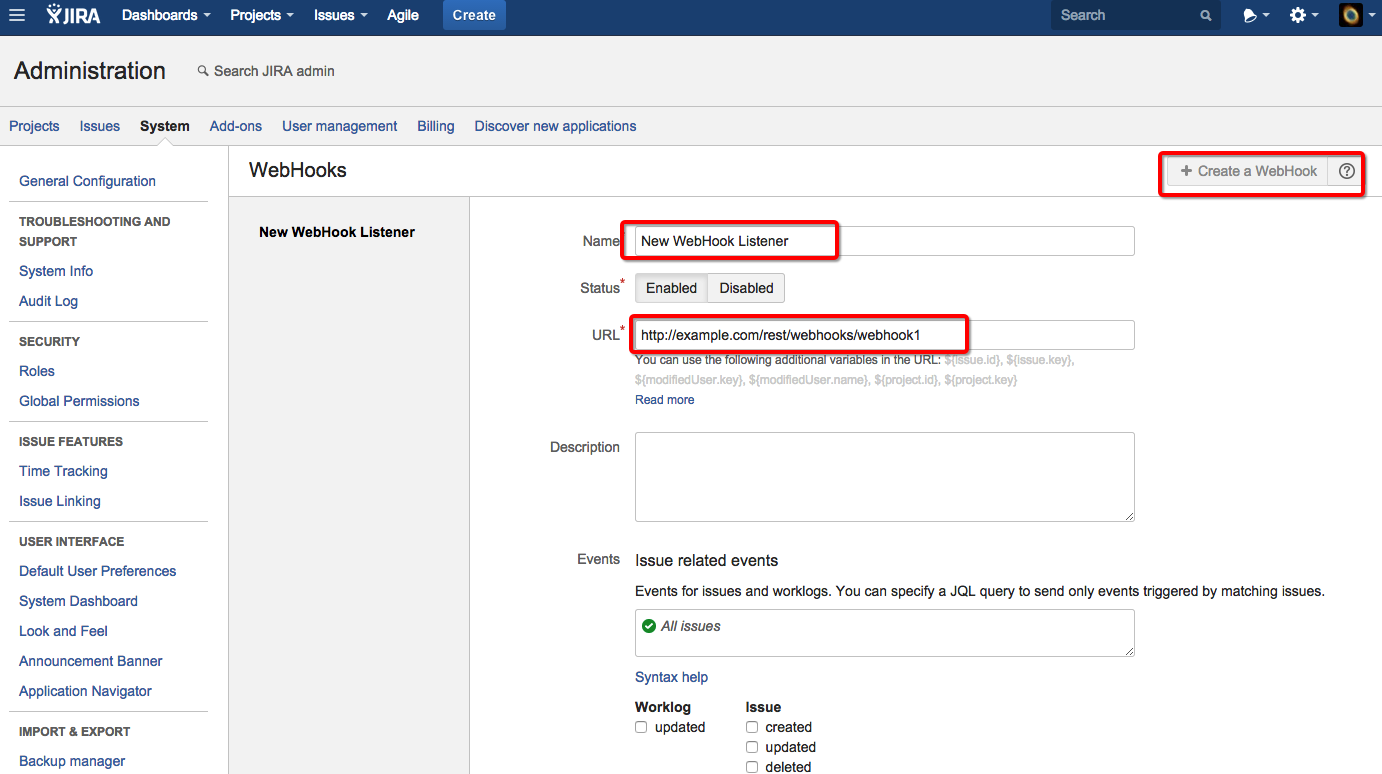 JIRA Dashboards Projects Issues Agile Create Search
Administration Search JIRA admin
Projects Issues System Add-ons User management Billing Discover new applications
General Configuration
TROUBLESHOOTING AND
SUPPORT
System Info
Audit Log
SECURITY
Roles
Global Permissions
ISSUE FEATURES
Time Tracking
Issue Linking
USER INTERFACE
Default User Preferences
System Dashboard
Look and Feel
Announcement Banner
Application Navigator
IMPORT & EXPORT
Backup manager
WebHooks
+ Create a WebHook ?
New WebHook Listener
Name New WebHook Listener
Status* Enabled Disabled
URL* http://example.com/rest/webhooks/webhook1
You can use the following additional variables in the URL: ${issue.id}, ${issue.key},
${modifiedUser.key}, ${modifiedUser.name}, ${project.id}, ${project.key}
Read more
Description
Events Issue related events
Events for issues and worklogs. You can specify a JQL query to send only events triggered by matching issues.
All issues
Syntax help
Worklog Issue
updated created
updated
deleted